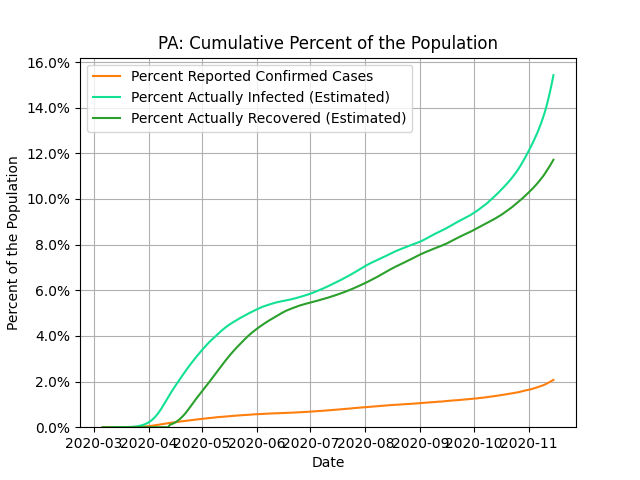 PA: Cumulative Percent of the Population
Percent Reported Confirmed Cases
Percent Actually Infected (Estimated)
Percent Actually Recovered (Estimated)
16.0%
14.0%
12.0%
10.0%
8.0%
6.0%
4.0%
2.0%
0.0%
Percent of the Population
2020-03 2020-04 2020-05 2020-06 2020-07 2020-08 2020-09 2020-10 2020-11
Date